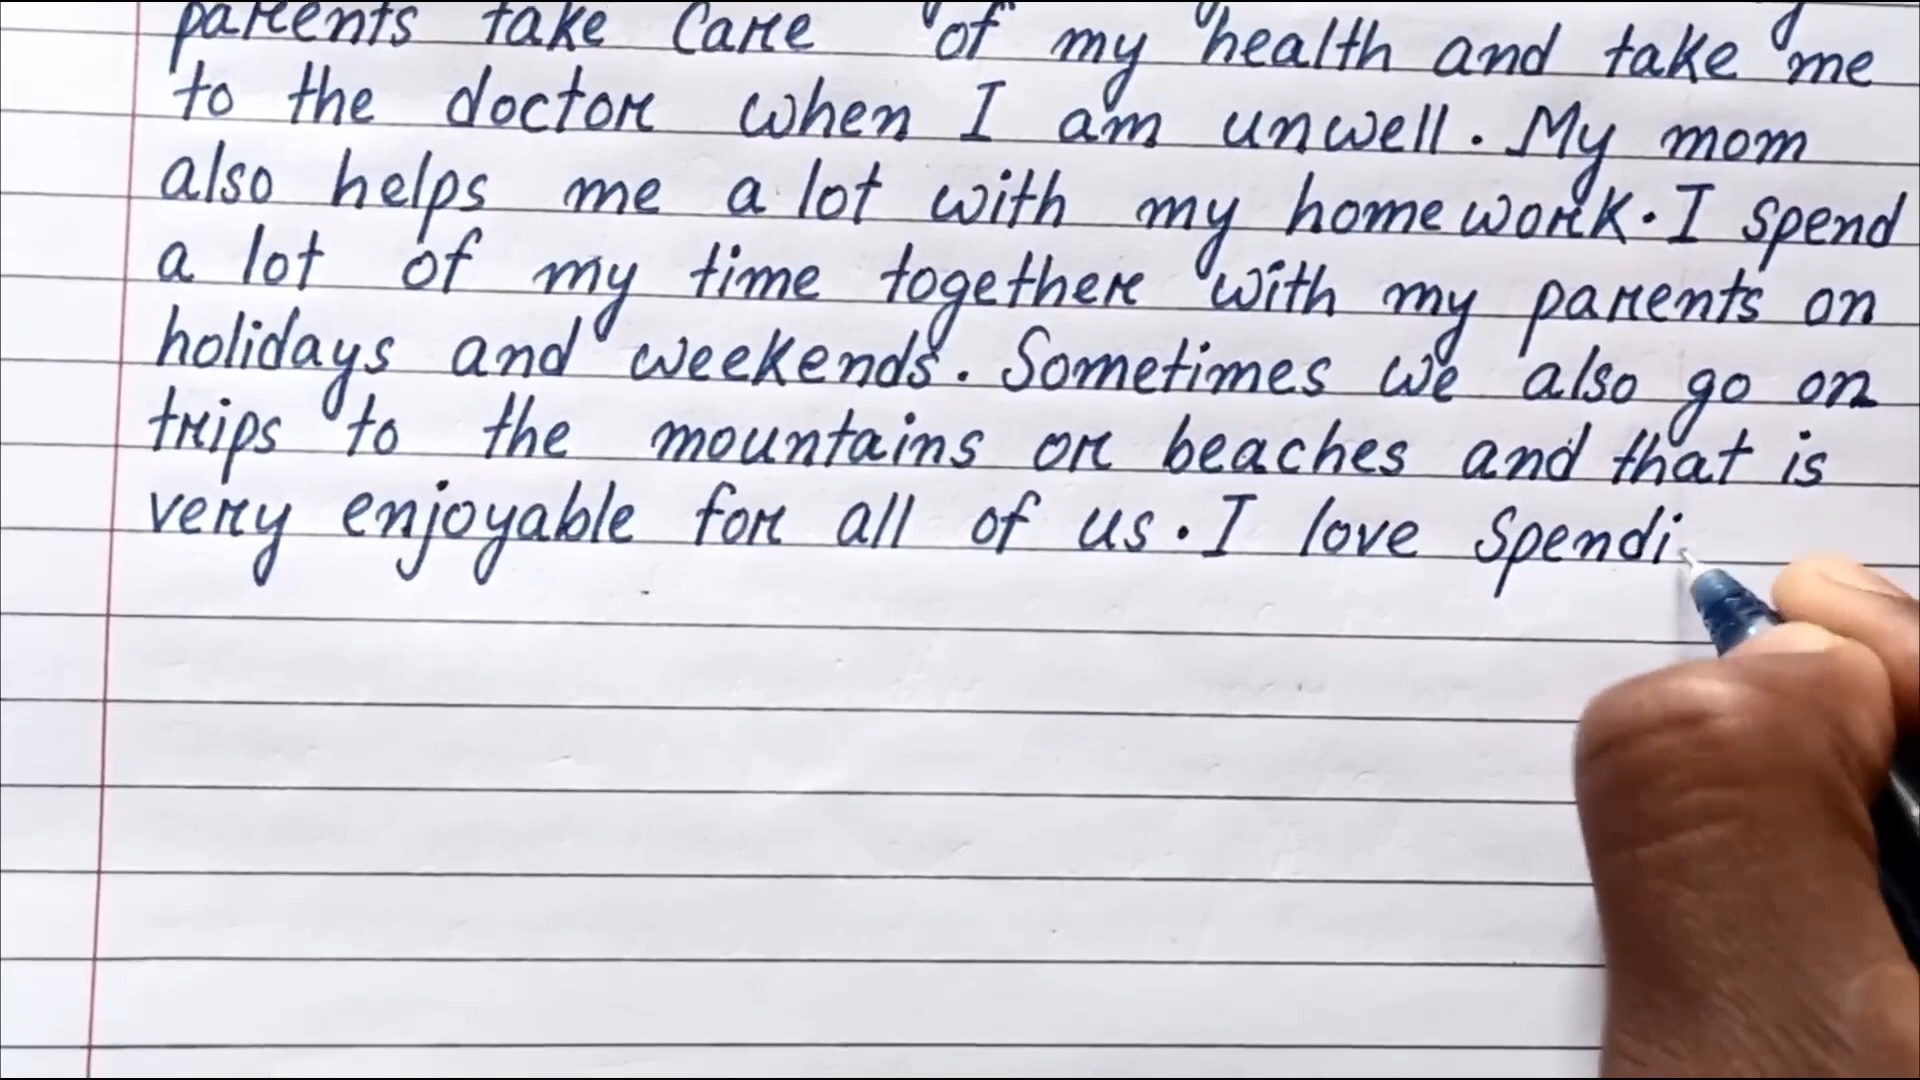 parents take Care of my health and take me
to the doctor when I am unwell. My mom
also helps me a lot with my homework. I spend
a lot of my time together with my parents on
holidays and weekends. Sometimes we also go on
trips to the mountains or beaches and that is
very enjoyable for all of us. I love Spendi